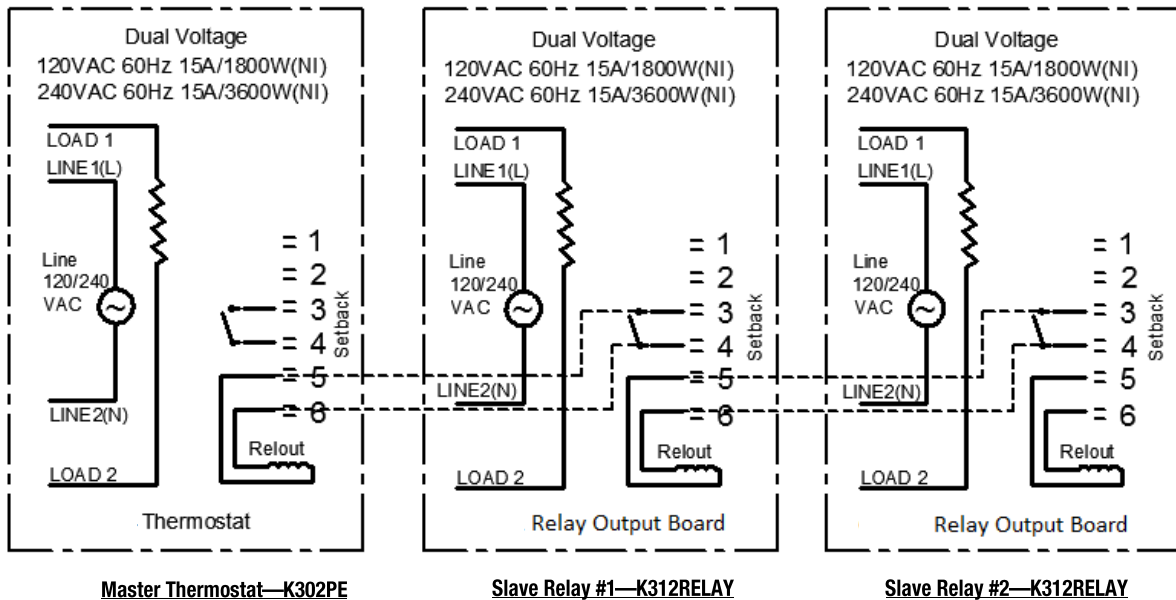 Dual Voltage
120VAC 60Hz 15A/1800W(NI)
240VAC 60Hz 15A/3600W(NI)
LOAD 1
LINE1(L)
Line
120/240
VAC
LINE2(N)
LOAD 2
1
2
3
4
5
6
Setback
Relout
Thermostat
Master Thermostat—K302PE
Dual Voltage
120VAC 60Hz 15A/1800W(NI)
240VAC 60Hz 15A/3600W(NI)
LOAD 1
LINE1(L)
Line
120/240
VAC
LINE2(N)
LOAD 2
1
2
3
4
5
6
Setback
Relout
Relay Output Board
Slave Relay #1—K312RELAY
Dual Voltage
120VAC 60Hz 15A/1800W(NI)
240VAC 60Hz 15A/3600W(NI)
LOAD 1
LINE1(L)
Line
120/240
VAC
LINE2(N)
LOAD 2
1
2
3
4
5
6
Setback
Relout
Relay Output Board
Slave Relay #2—K312RELAY